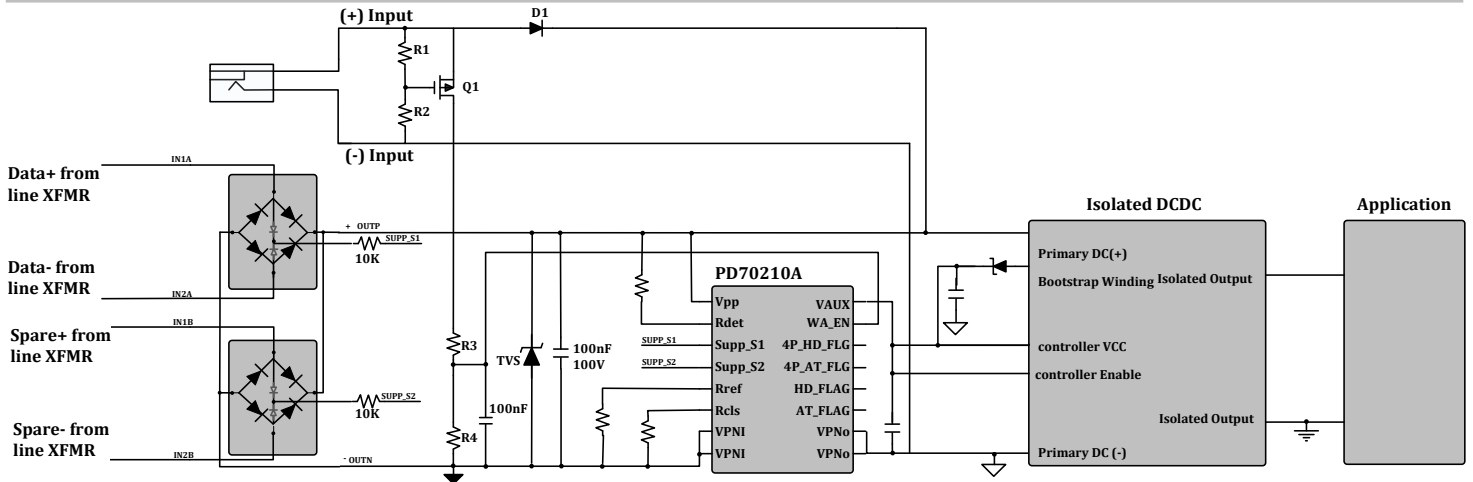 (+) Input
D1
R1
Q1
R2
(-) Input
IN1A
Data+ from
line XFMR
+ OUTP
SUPP_S1
10K
Data- from
line XFMR
IN2A
IN1B
Spare+ from
line XFMR
SUPP_S2
10K
Spare- from
line XFMR
IN2B
- OUTN
R3
R4
100nF
TVS
100nF
100V
PD70210A
Vpp
VAUX
Rdet
WA_EN
SUPP_S1
Supp_S1
4P_HD_FLG
SUPP_S2
Supp_S2
4P_AT_FLG
Rref
HD_FLAG
Rcls
AT_FLAG
VPNI
VPNo
VPNI
VPNo
Isolated DCDC
Primary DC(+)
Bootstrap Winding
Isolated Output
controller VCC
controller Enable
Isolated Output
Primary DC (-)
Application